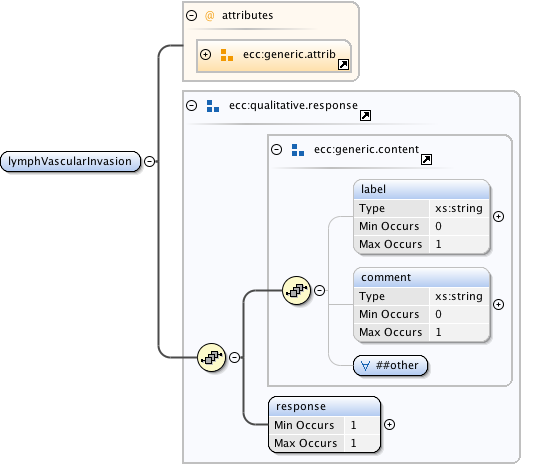 @ attributes
ecc:generic.attrib
ecc:qualitative.response
ecc:generic.content
lymphVascularInvasion
label
Type xs:string
Min Occurs 0
Max Occurs 1
comment
Type xs:string
Min Occurs 0
Max Occurs 1
∀ ##other
response
Min Occurs 1
Max Occurs 1